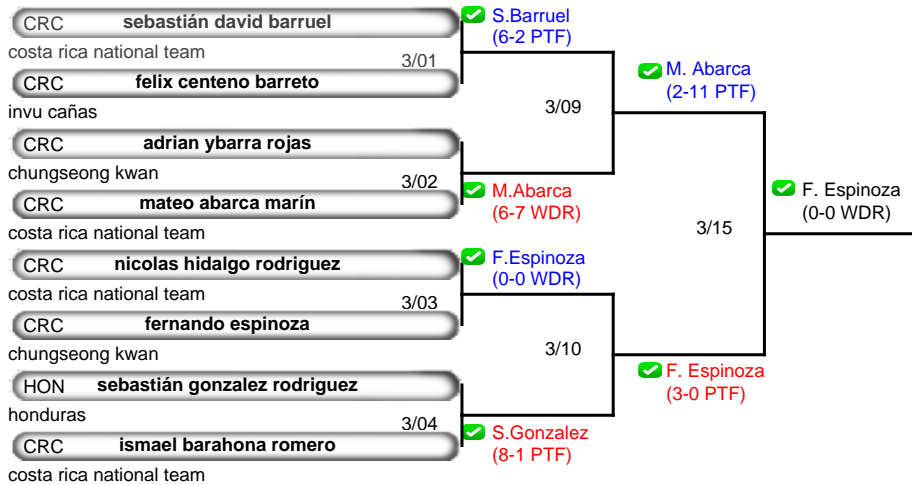 CRC sebastián david barruel
costa rica national team
3/01
CRC felix centeno barreto
invu cañas
CRC adrian ybarra rojas
chungseong kwan
3/02
CRC mateo abarca marín
costa rica national team
CRC nicolas hidalgo rodriguez
costa rica national team
3/03
CRC fernando espinoza
chungseong kwan
HON sebastián gonzalez rodriguez
honduras
3/04
CRC ismael barahona romero
costa rica national team
S.Barruel
(6-2 PTF)
3/09
M.Abarca
(6-7 WDR)
F.Espinoza
(0-0 WDR)
3/10
S.Gonzalez
(8-1 PTF)
M. Abarca
(2-11 PTF)
3/15
F. Espinoza
(3-0 PTF)
F. Espinoza
(0-0 WDR)